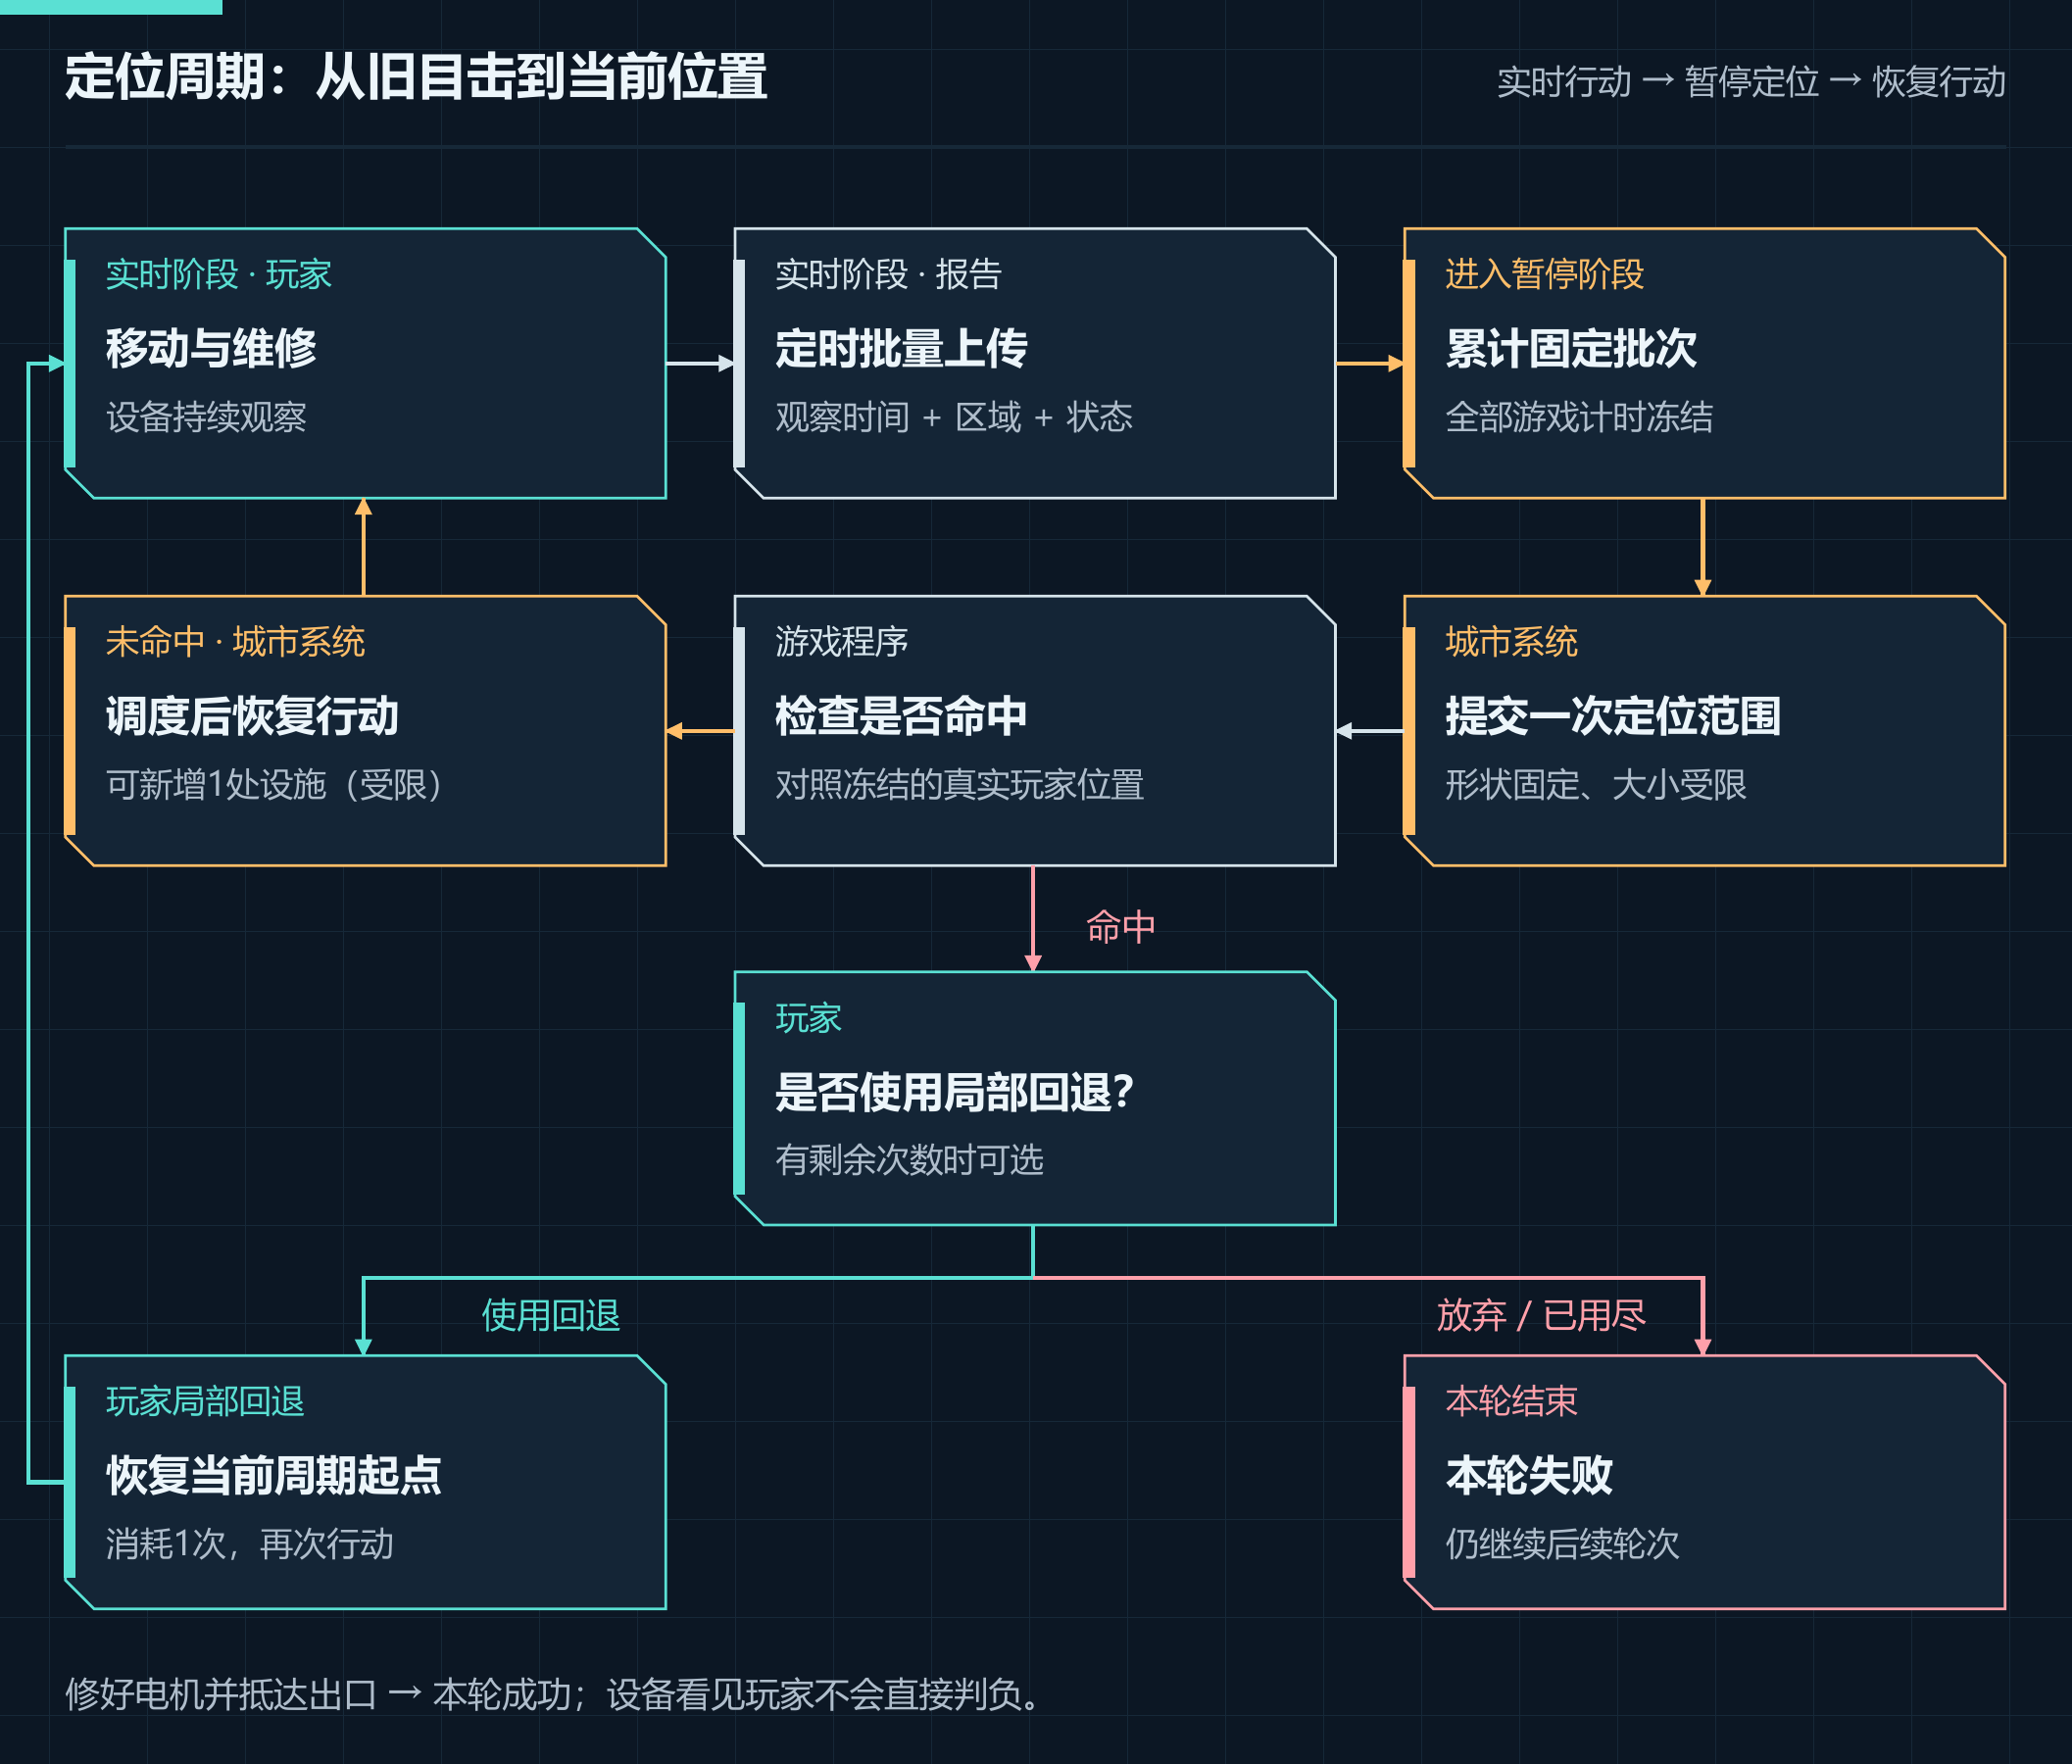 定位周期：从旧目击到当前位置
实时行动 → 暂停定位 → 恢复行动
实时阶段 · 玩家
移动与维修
设备持续观察
实时阶段 · 报告
定时批量上传
观察时间 + 区域 + 状态
进入暂停阶段
累计固定批次
全部游戏计时冻结
未命中 · 城市系统
调度后恢复行动
可新增1处设施（受限）
游戏程序
检查是否命中
对照冻结的真实玩家位置
城市系统
提交一次定位范围
形状固定、大小受限
命中
玩家
是否使用局部回退？
有剩余次数时可选
使用回退
放弃 / 已用尽
玩家局部回退
恢复当前周期起点
消耗1次，再次行动
本轮结束
本轮失败
仍继续后续轮次
修好电机并抵达出口 → 本轮成功；设备看见玩家不会直接判负。